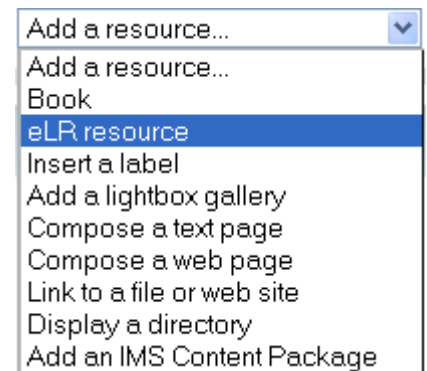 Add a resource...
Add a resource...
Book
eLR resource
Insert a label
Add a lightbox gallery
Compose a text page
Compose a web page
Link to a file or web site
Display a directory
Add an IMS Content Package